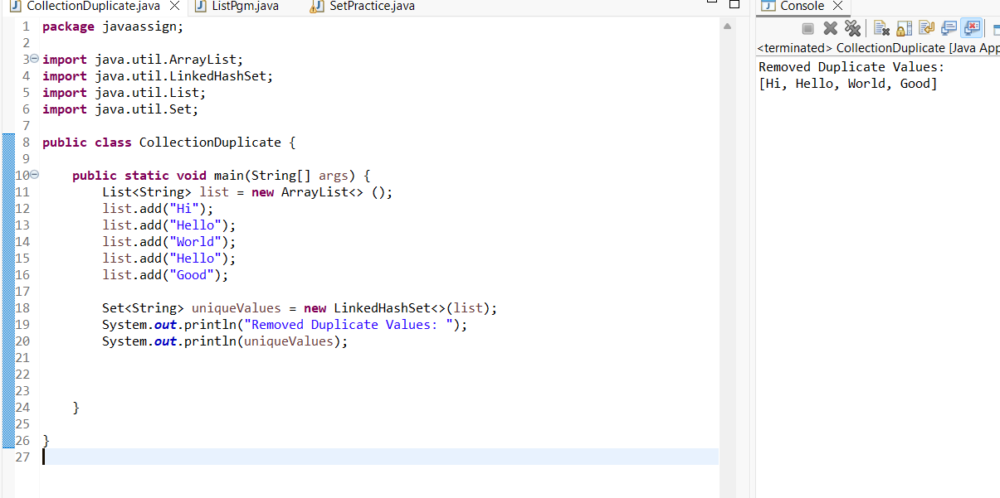 CollectionDuplicate.java ListPgm.java SetPractice.java
1 package javaassign;
2
3 import java.util.ArrayList;
4 import java.util.LinkedHashSet;
5 import java.util.List;
6 import java.util.Set;
7
8 public class CollectionDuplicate {
9
10 public static void main(String[] args) {
11 List<String> list = new ArrayList<> ();
12 list.add("Hi");
13 list.add("Hello");
14 list.add("World");
15 list.add("Hello");
16 list.add("Good");
17
18 Set<String> uniqueValues = new LinkedHashSet<>(list);
19 System.out.println("Removed Duplicate Values: ");
20 System.out.println(uniqueValues);
21
22
23
24 }
25
26 }
27
Console
<terminated> CollectionDuplicate [Java App
Removed Duplicate Values:
[Hi, Hello, World, Good]